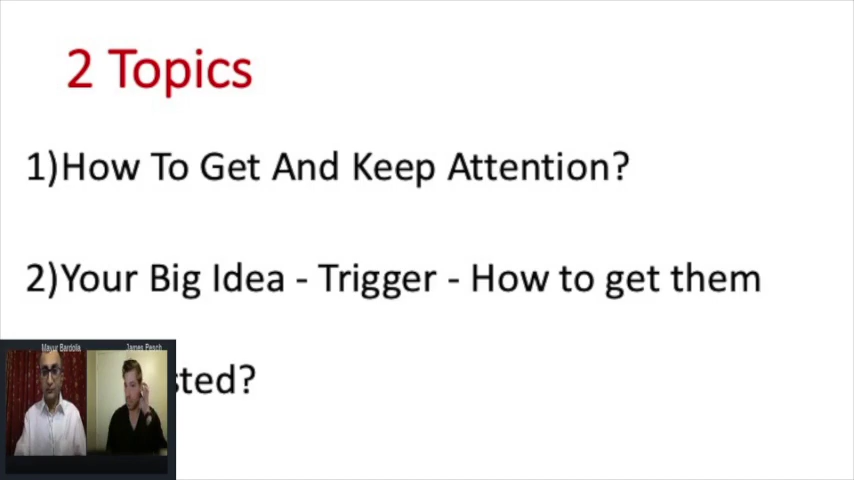 2 Topics
1)How To Get And Keep Attention?
2)Your Big Idea - Trigger - How to get them
sted?
Mayur Bardolia James Pesch